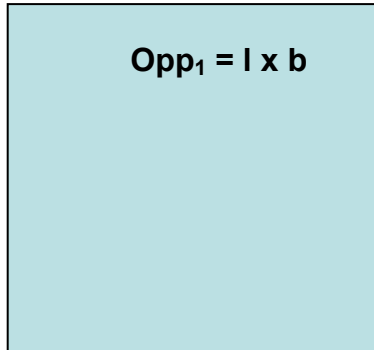 Opp₁ = l x b